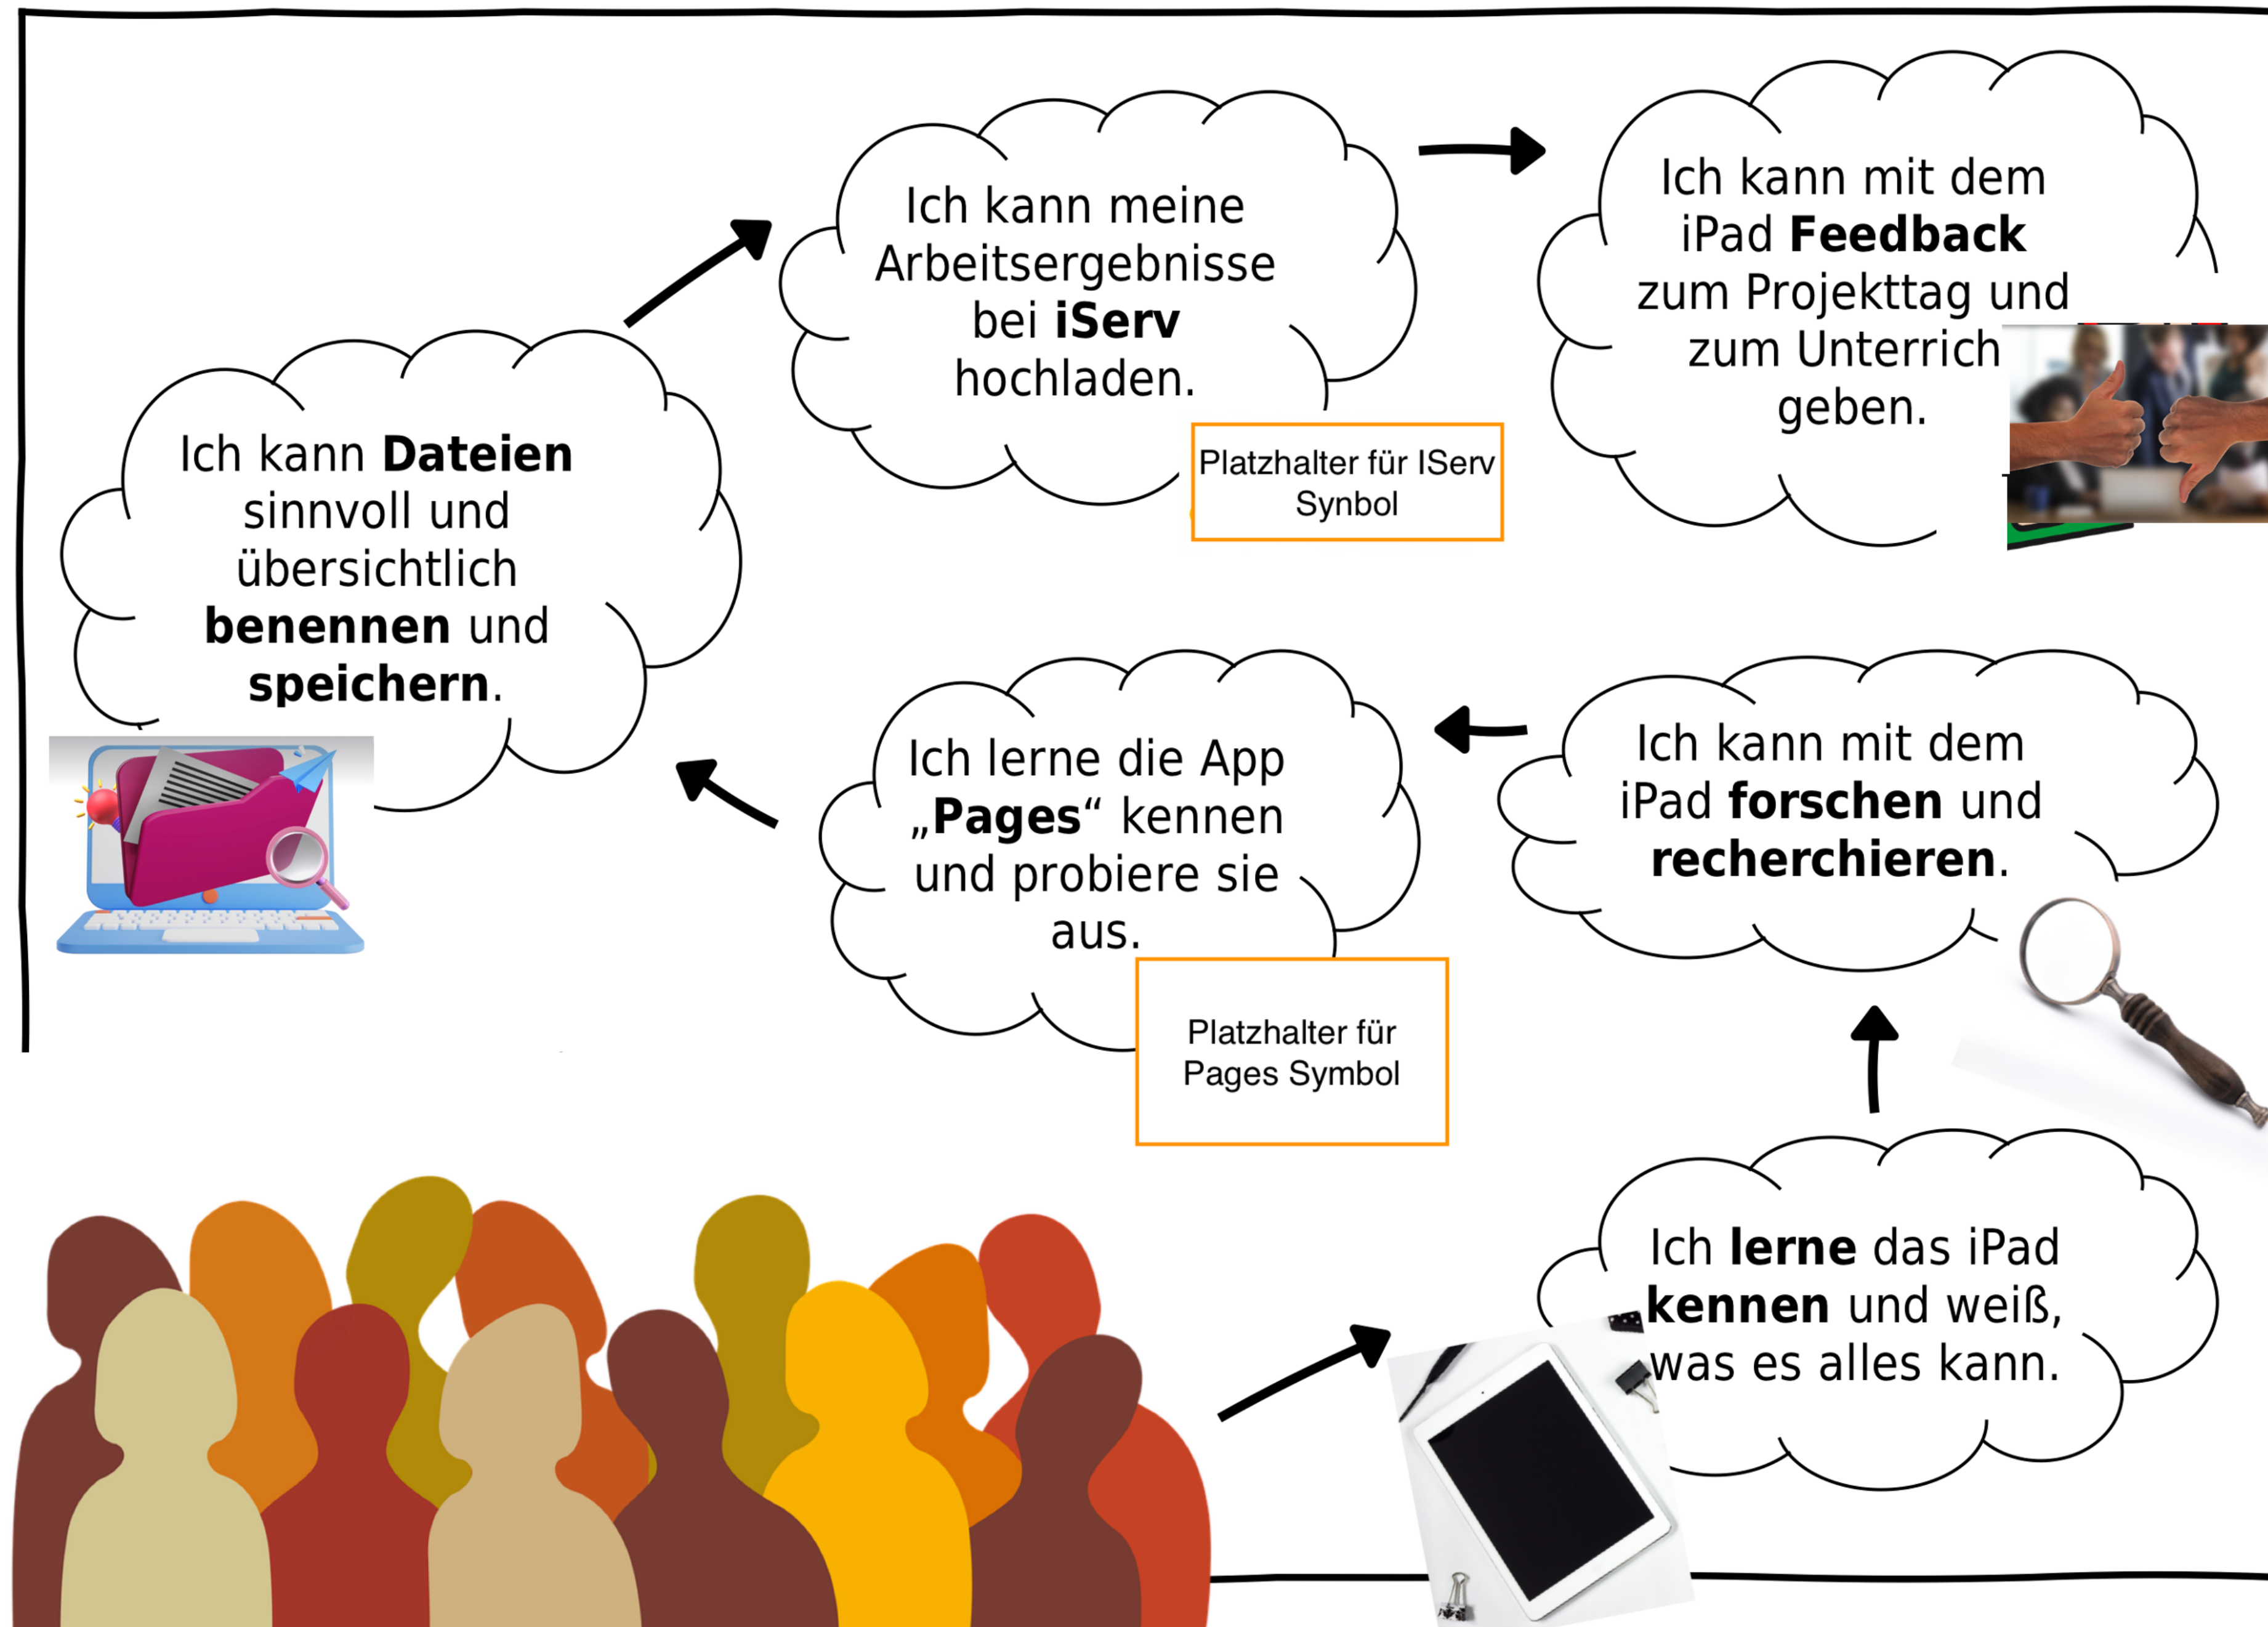 Ich kann meine
Arbeitsergebnisse
bei iServ
hochladen.
Platzhalter für IServ
Synbol
Ich kann mit dem
iPad Feedback
zum Projekttag und
zum Unterrich
geben.
Ich kann Dateien
sinnvoll und
übersichtlich
benennen und
speichern.
Ich lerne die App
„Pages“ kennen
und probiere sie
aus.
Platzhalter für
Pages Symbol
Ich kann mit dem
iPad forschen und
recherchieren.
Ich lerne das iPad
kennen und weiß,
was es alles kann.